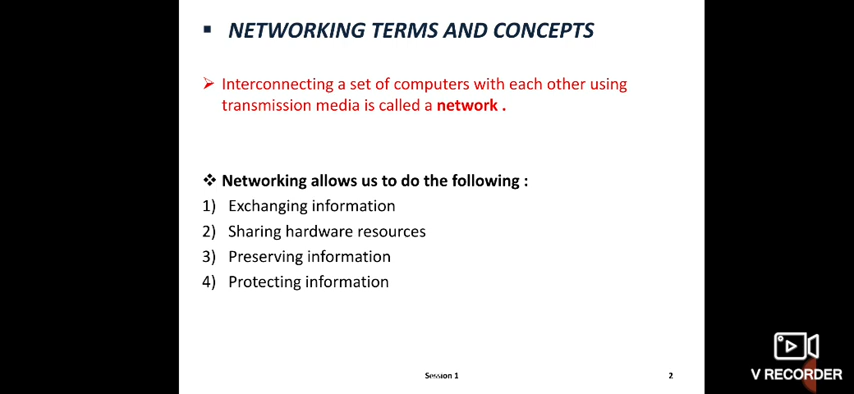 ▪ NETWORKING TERMS AND CONCEPTS
➢ Interconnecting a set of computers with each other using
transmission media is called a network .
❖ Networking allows us to do the following :
1) Exchanging information
2) Sharing hardware resources
3) Preserving information
4) Protecting information
Session 1
2
V RECORDER